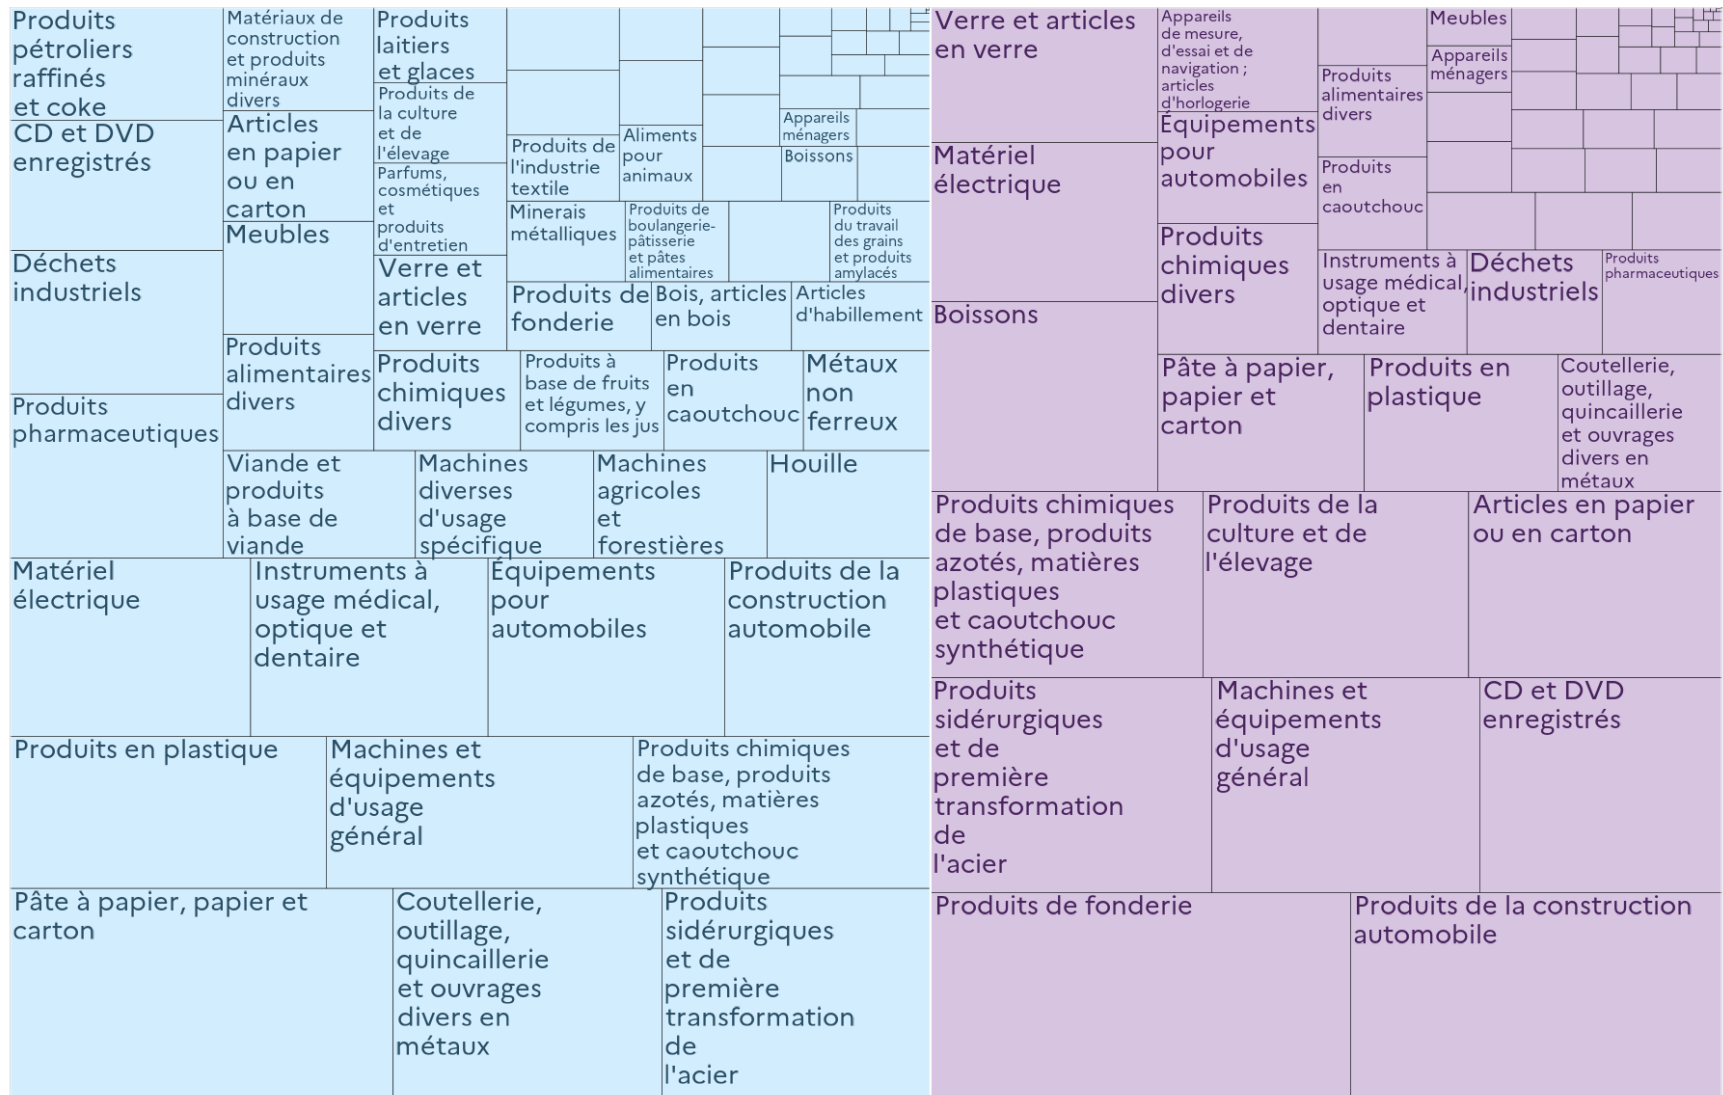 Produits
pétroliers
raffinés
et coke
CD et DVD
enregistrés
Déchets
industriels
Produits
pharmaceutiques
Matériaux de
construction
et produits
minéraux
divers
Articles
en papier
ou en
carton
Meubles
Produits
alimentaires
divers
Produits
laitiers
et glaces
Produits de
la culture
et de
l'élevage
Parfums,
cosmétiques
et
produits
d'entretien
Verre et
articles
en verre
Produits de
l'industrie
textile
Aliments
pour
animaux
Appareils
ménagers
Boissons
Minerais
métalliques
Produits de
boulangerie-
pâtisserie
et pâtes
alimentaires
Produits
du travail
des grains
et produits
amylacés
Produits de
fonderie
Bois, articles
en bois
Articles
d'habillement
Produits
chimiques
divers
Produits à
base de fruits
et légumes, y
compris les jus
Produits
en
caoutchouc
Métaux
non
ferreux
Viande et
produits
à base de
viande
Machines
diverses
d'usage
spécifique
Machines
agricoles
et
forestières
Houille
Matériel
électrique
Instruments à
usage médical,
optique et
dentaire
Équipements
pour
automobiles
Produits de la
construction
automobile
Produits en plastique
Machines et
équipements
d'usage
général
Produits chimiques
de base, produits
azotés, matières
plastiques
et caoutchouc
synthétique
Pâte à papier, papier et
carton
Coutellerie,
outillage,
quincaillerie
et ouvrages
divers en
métaux
Produits
sidérurgiques
et de
première
transformation
de
l'acier
Verre et articles
en verre
Matériel
électrique
Boissons
Appareils
de mesure,
d'essai et de
navigation ;
articles
d'horlogerie
Équipements
pour
automobiles
Produits
chimiques
divers
Produits
alimentaires
divers
Produits
en
caoutchouc
Meubles
Appareils
ménagers
Instruments à
usage médical,
optique et
dentaire
Déchets
industriels
Produits
pharmaceutiques
Pâte à papier,
papier et
carton
Produits en
plastique
Coutellerie,
outillage,
quincaillerie
et ouvrages
divers en
métaux
Produits chimiques
de base, produits
azotés, matières
plastiques
et caoutchouc
synthétique
Produits de la
culture et de
l'élevage
Articles en papier
ou en carton
Produits
sidérurgiques
et de
première
transformation
de
l'acier
Machines et
équipements
d'usage
général
CD et DVD
enregistrés
Produits de fonderie
Produits de la construction
automobile